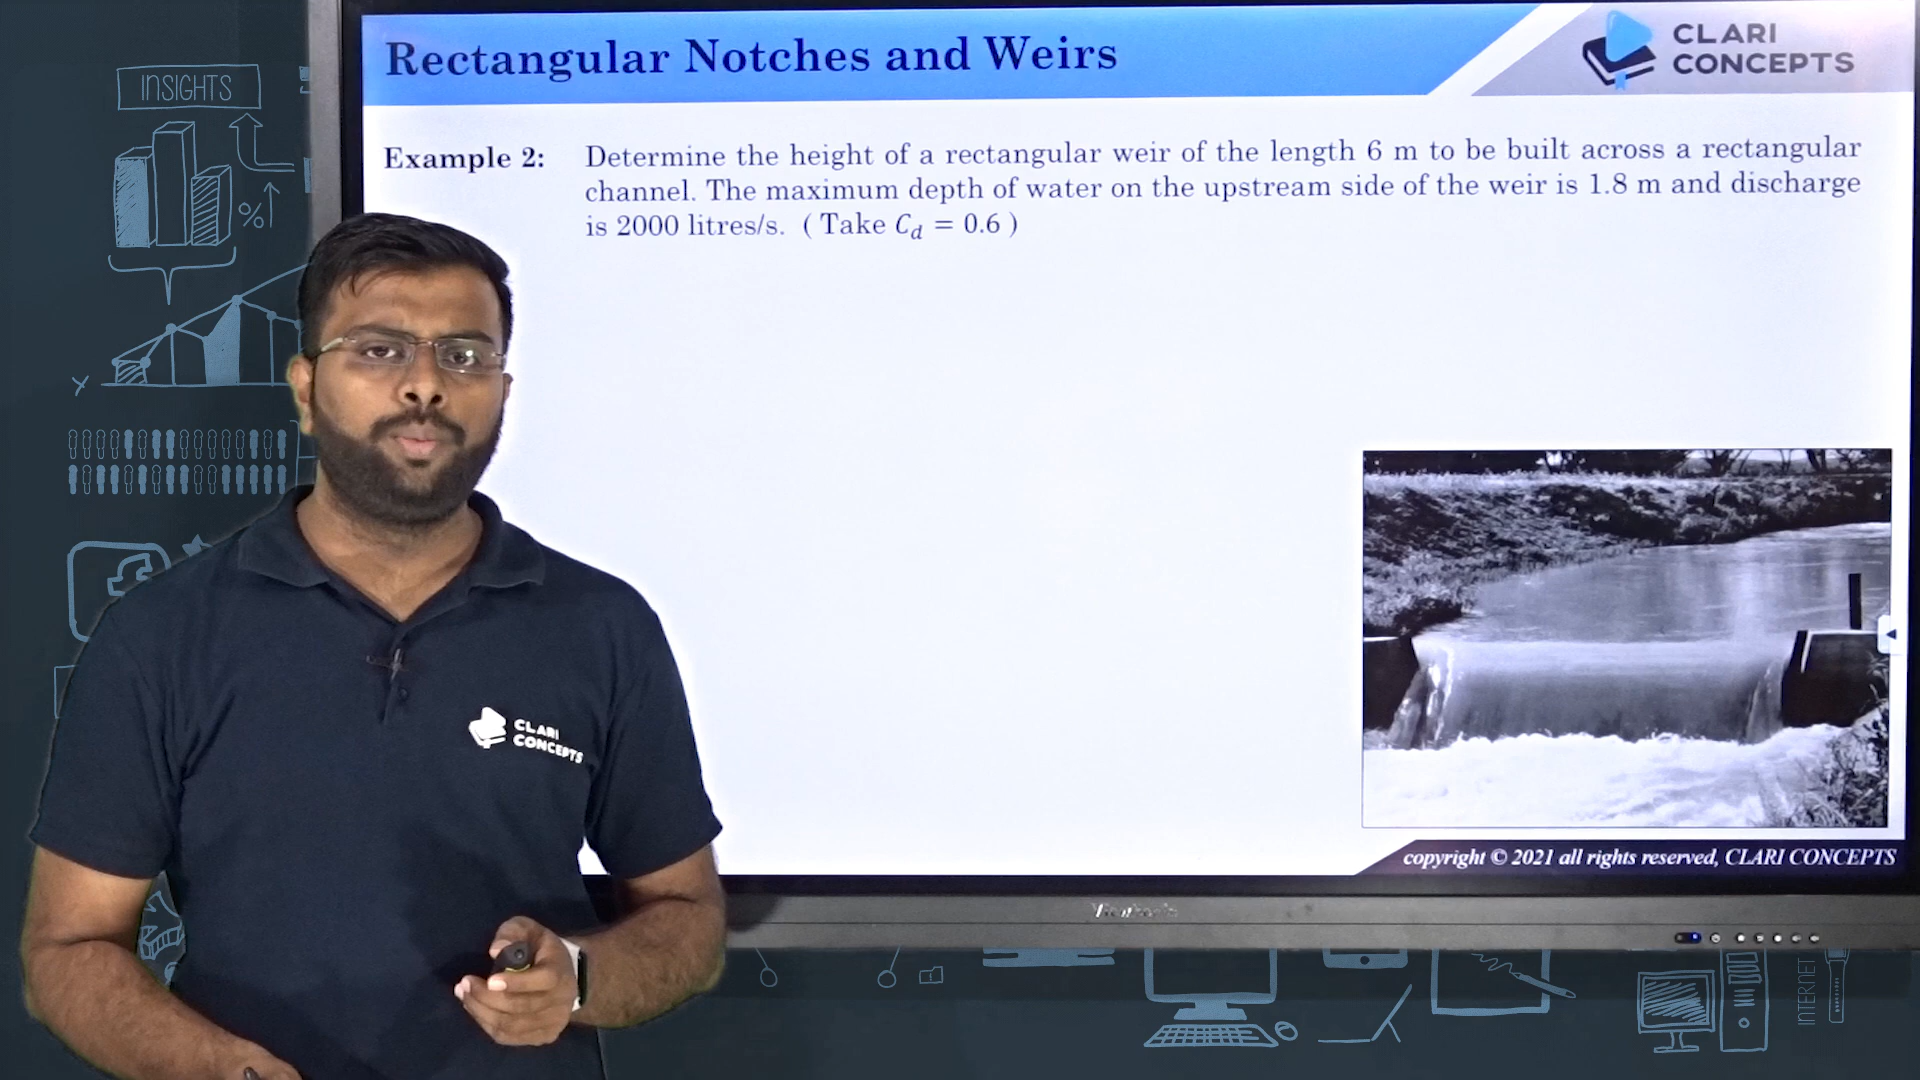 Rectangular Notches and Weirs
CLARI
CONCEPTS
INSIGHTS
%
Example 2: Determine the height of a rectangular weir of the length 6 m to be built across a rectangular
channel. The maximum depth of water on the upstream side of the weir is 1.8 m and discharge
is 2000 litres/s. ( Take C_d = 0.6 )
X
CLARI
CONCEPTS
copyright © 2021 all rights reserved, CLARI CONCEPTS
INTERNET